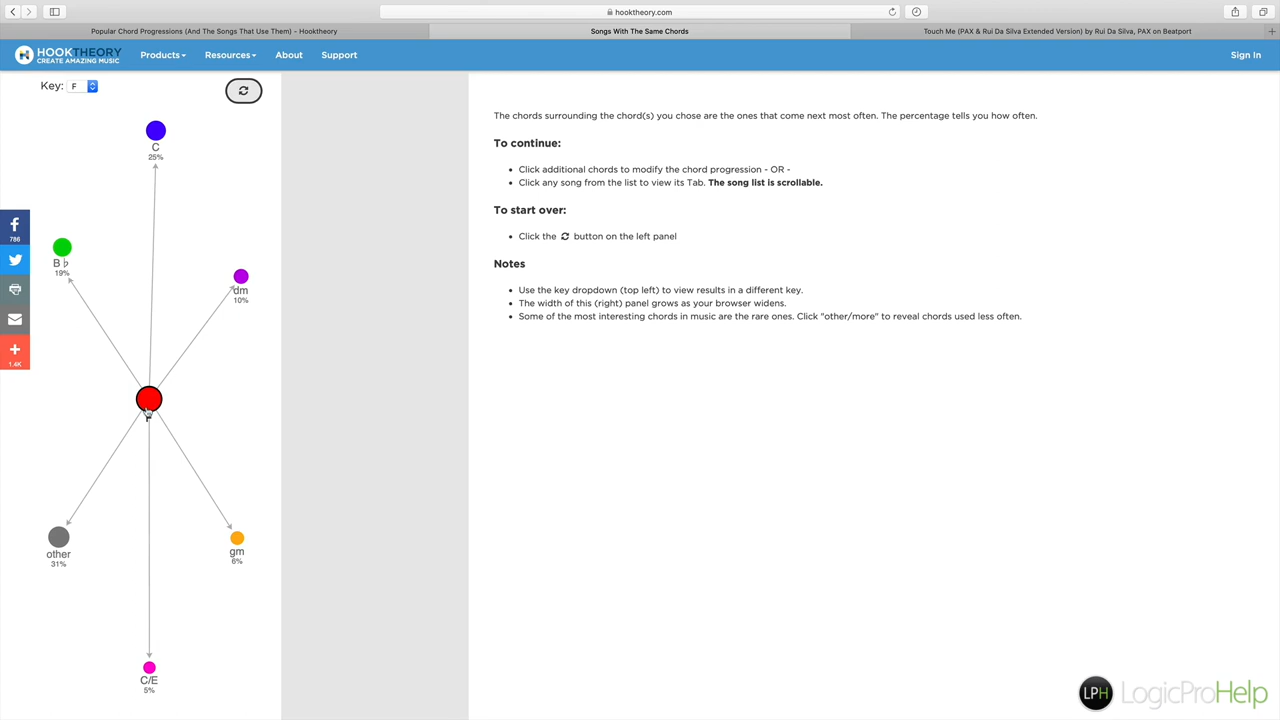 hooktheory.com
Popular Chord Progressions (And The Songs That Use Them) - Hooktheory
Songs With The Same Chords
Touch Me (PAX & Rui Da Silva Extended Version) by Rui Da Silva, PAX on Beatport
HOOKTHEORY
CREATE AMAZING MUSIC
Products
Resources
About
Support
Sign In
Key: F
C
25%
B♭
19%
dm
10%
F
other
31%
gm
6%
C/E
5%
786
1.4K
The chords surrounding the chord(s) you chose are the ones that come next most often. The percentage tells you how often.
To continue:
• Click additional chords to modify the chord progression - OR -
• Click any song from the list to view its Tab. The song list is scrollable.
To start over:
• Click the button on the left panel
Notes
• Use the key dropdown (top left) to view results in a different key.
• The width of this (right) panel grows as your browser widens.
• Some of the most interesting chords in music are the rare ones. Click "other/more" to reveal chords used less often.
LPH LogicProHelp